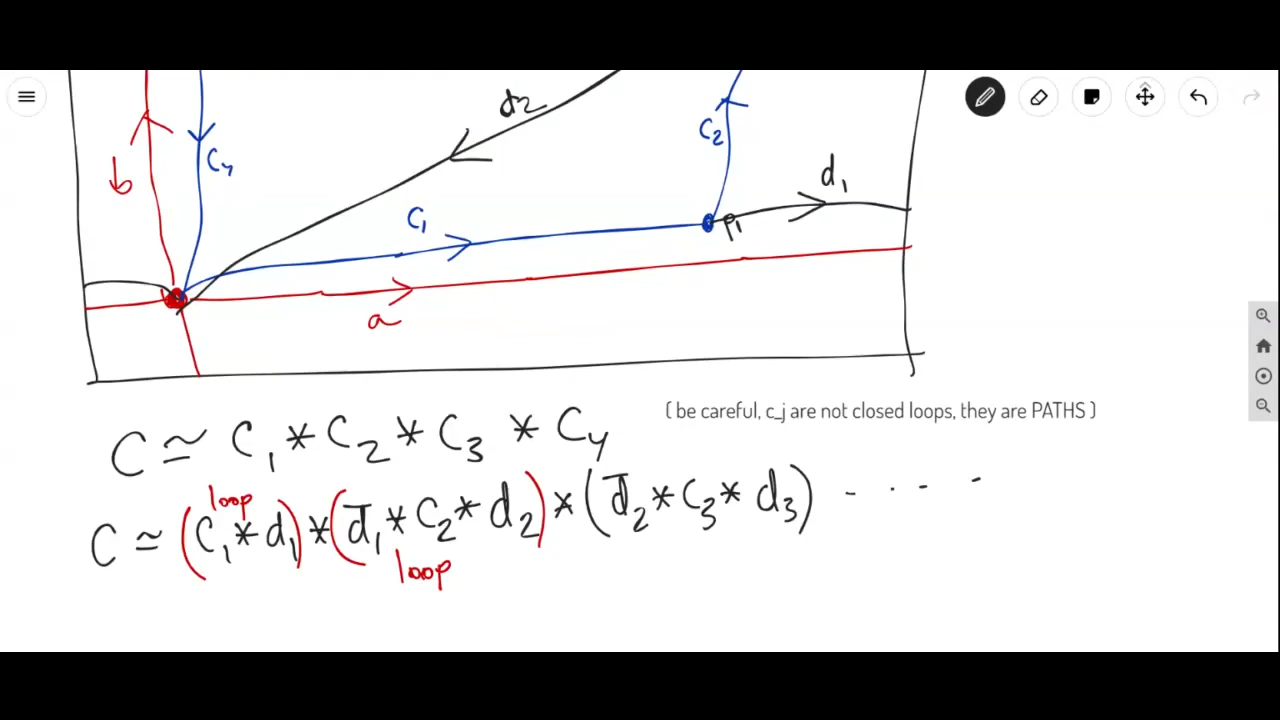 d2
c2
b
c4
d1
c1
p1
a
C ≃ C1 * C2 * C3 * C4
( be careful, c_j are not closed loops, they are PATHS )
loop
C ≃ (C1 * d1) * (d̅1 * C2 * d2) * (d̅2 * C3 * d3) - · · - -
loop